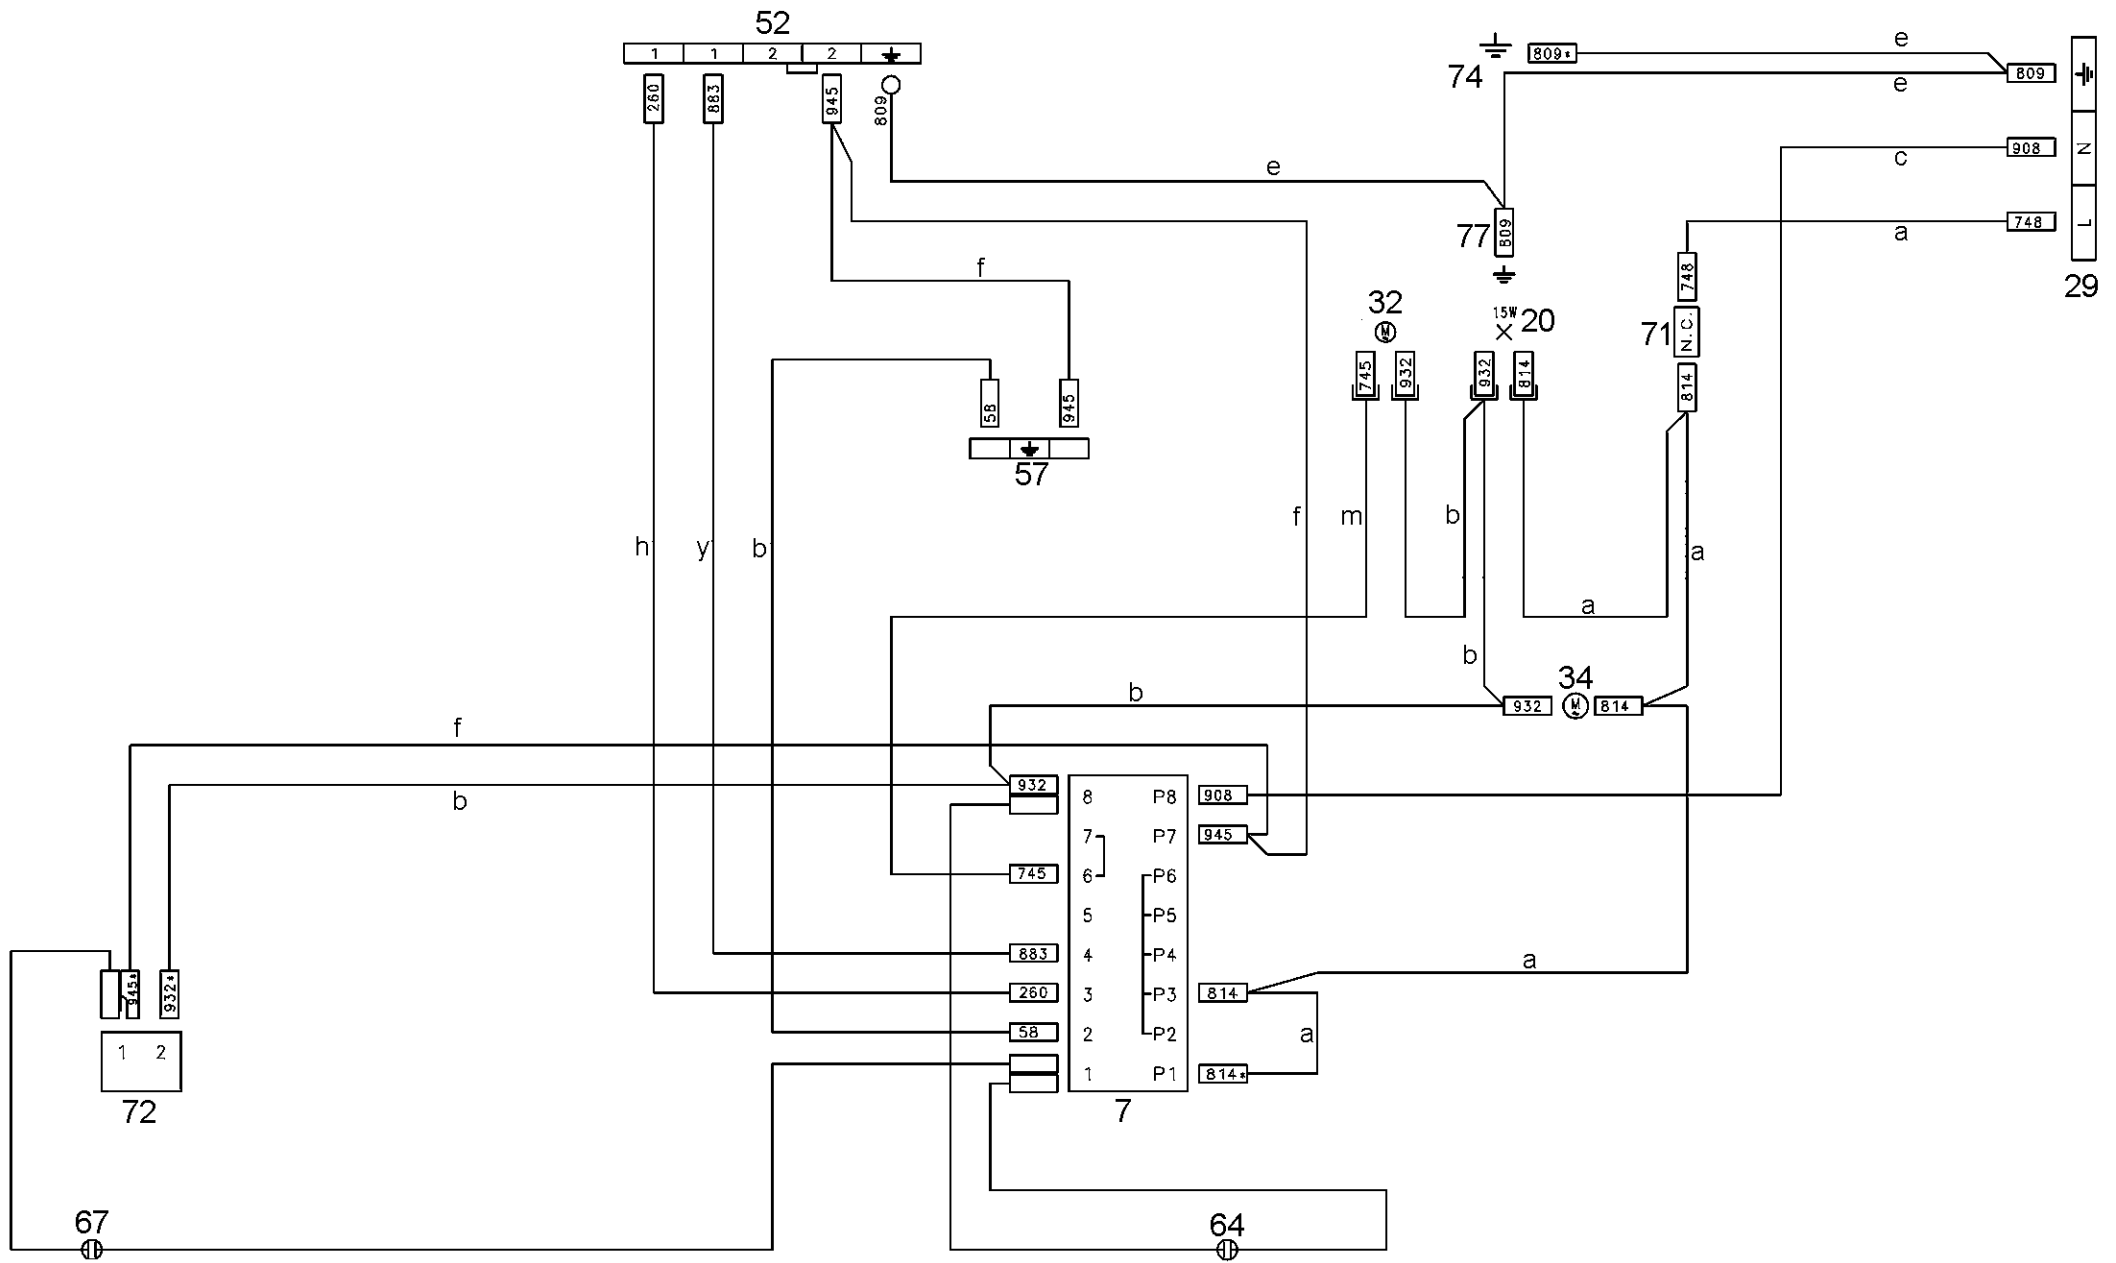 52
1 1 2 2
260
883
945
809
74
809*
e
e
809
N
908
c
L
748
a
29
e
77
809
f
32
M
15W
20
71
748
N.C.
814
745
932
932
814
58
945
57
h
y
b
f
m
b
a
a
b
34
932
M
814
b
f
b
932
8 P8
908
7 P7
945
745
6 P6
5 P5
883
4 P4
a
260
3 P3
814
58
2 P2
a
1 P1
814*
7
945*
932*
1 2
72
67
64